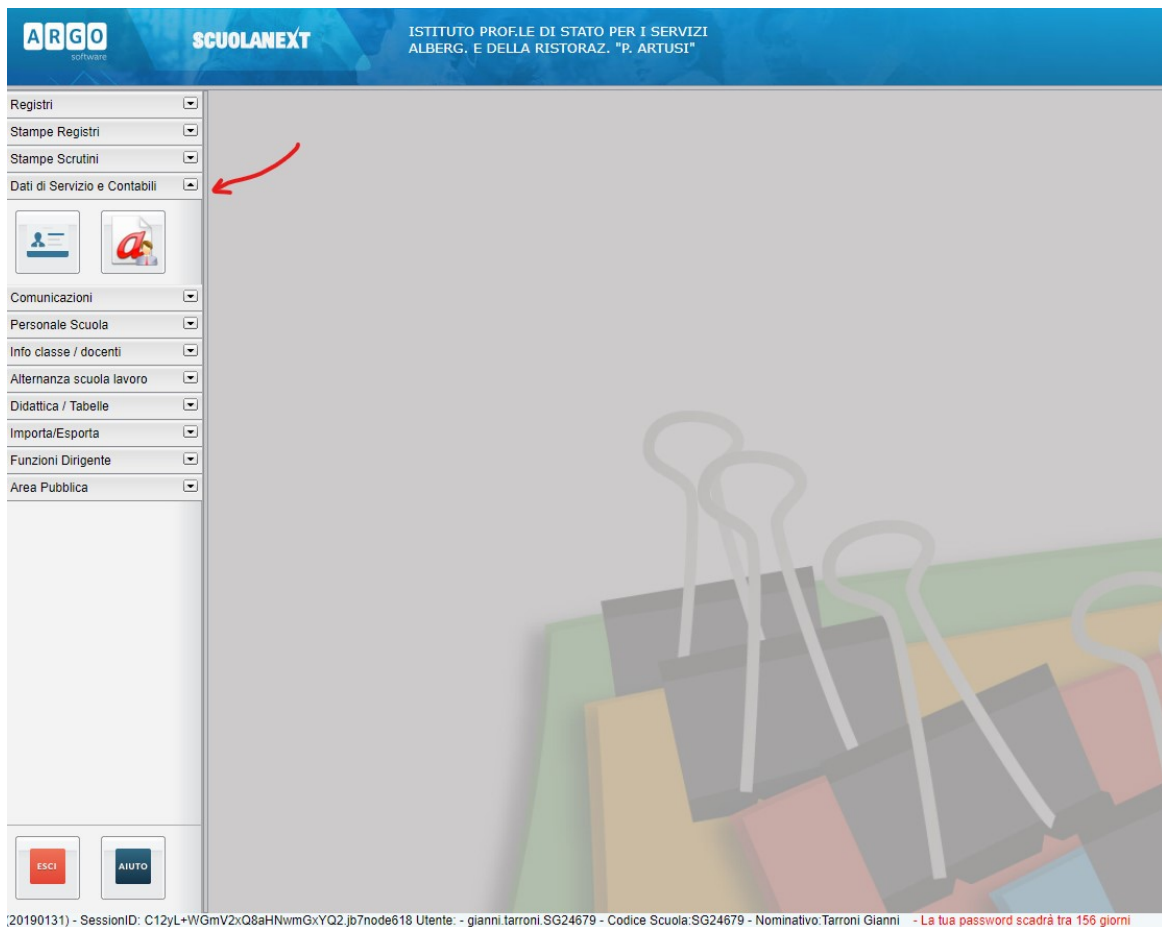 ARGO
software
SCUOLANEXT
ISTITUTO PROF.LE DI STATO PER I SERVIZI
ALBERG. E DELLA RISTORAZ. "P. ARTUSI"
Registri
Stampe Registri
Stampe Scrutini
Dati di Servizio e Contabili
a
Comunicazioni
Personale Scuola
Info classe / docenti
Alternanza scuola lavoro
Didattica / Tabelle
Importa/Esporta
Funzioni Dirigente
Area Pubblica
ESCI
AIUTO
(20190131) - SessionID: C12yL+WGmV2xQ8aHNwmGxYQ2.jb7node618 Utente: - gianni.tarroni.SG24679 - Codice Scuola:SG24679 - Nominativo:Tarroni Gianni - La tua password scadrà tra 156 giorni